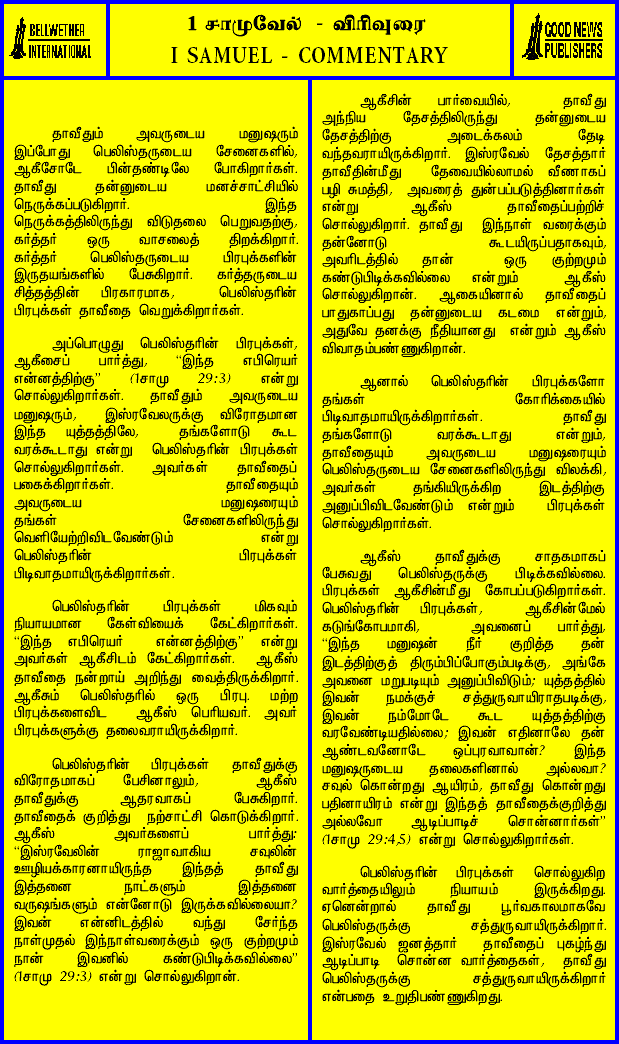 BELLWETHER
INTERNATIONAL
1 சாமுவேல் - விரிவுரை
I SAMUEL - COMMENTARY
GOOD NEWS
PUBLISHERS
தாவீதும் அவருடைய மனுஷரும்
இப்போது பெலிஸ்தருடைய சேனைகளில்,
ஆகீசோடே பின்தண்டிலே போகிறார்கள்.
தாவீது தன்னுடைய மனச்சாட்சியில்
நெருக்கப்படுகிறார். இந்த
நெருக்கத்திலிருந்து விடுதலை பெறுவதற்கு,
கர்த்தர் ஒரு வாசலைத் திறக்கிறார்.
கர்த்தர் பெலிஸ்தருடைய பிரபுக்களின்
இருதயங்களில் பேசுகிறார். கர்த்தருடைய
சித்தத்தின் பிரகாரமாக, பெலிஸ்தரின்
பிரபுக்கள் தாவீதை வெறுக்கிறார்கள்.
அப்பொழுது பெலிஸ்தரின் பிரபுக்கள்,
ஆகீசைப் பார்த்து, “இந்த எபிரெயர்
என்னத்திற்கு” (1சாமு 29:3) என்று
சொல்லுகிறார்கள். தாவீதும் அவருடைய
மனுஷரும், இஸ்ரவேலருக்கு விரோதமான
இந்த யுத்தத்திலே, தங்களோடு கூட
வரக்கூடாது என்று பெலிஸ்தரின் பிரபுக்கள்
சொல்லுகிறார்கள். அவர்கள் தாவீதைப்
பகைக்கிறார்கள். தாவீதையும்
அவருடைய மனுஷரையும்
தங்கள் சேனைகளிலிருந்து
வெளியேற்றிவிடவேண்டும் என்று
பெலிஸ்தரின் பிரபுக்கள்
பிடிவாதமாயிருக்கிறார்கள்.
பெலிஸ்தரின் பிரபுக்கள் மிகவும்
நியாயமான கேள்வியைக் கேட்கிறார்கள்.
“இந்த எபிரெயர் என்னத்திற்கு” என்று
அவர்கள் ஆகீசிடம் கேட்கிறார்கள். ஆகீஸ்
தாவீதை நன்றாய் அறிந்து வைத்திருக்கிறார்.
ஆகீசும் பெலிஸ்தரில் ஒரு பிரபு. மற்ற
பிரபுக்களைவிட ஆகீஸ் பெரியவர். அவர்
பிரபுக்களுக்கு தலைவராயிருக்கிறார்.
பெலிஸ்தரின் பிரபுக்கள் தாவீதுக்கு
விரோதமாகப் பேசினாலும், ஆகீஸ்
தாவீதுக்கு ஆதரவாகப் பேசுகிறார்.
தாவீதைக் குறித்து நற்சாட்சி கொடுக்கிறார்.
ஆகீஸ் அவர்களைப் பார்த்து:
“இஸ்ரவேலின் ராஜாவாகிய சவுலின்
ஊழியக்காரனாயிருந்த இந்தத் தாவீது
இத்தனை நாட்களும் இத்தனை
வருஷங்களும் என்னோடு இருக்கவில்லையா?
இவன் என்னிடத்தில் வந்து சேர்ந்த
நாள்முதல் இந்நாள்வரைக்கும் ஒரு குற்றமும்
நான் இவனில் கண்டுபிடிக்கவில்லை”
(1சாமு 29:3) என்று சொல்லுகிறான்.
ஆகீசின் பார்வையில், தாவீது
அந்நிய தேசத்திலிருந்து தன்னுடைய
தேசத்திற்கு அடைக்கலம் தேடி
வந்தவராயிருக்கிறார். இஸ்ரவேல் தேசத்தார்
தாவீதின்மீது தேவையில்லாமல் வீணாகப்
பழி சுமத்தி, அவரைத் துன்பப்படுத்தினார்கள்
என்று ஆகீஸ் தாவீதைப்பற்றிச்
சொல்லுகிறார். தாவீது இந்நாள் வரைக்கும்
தன்னோடு கூடயிருப்பதாகவும்,
அவரிடத்தில் தான் ஒரு குற்றமும்
கண்டுபிடிக்கவில்லை என்றும் ஆகீஸ்
சொல்லுகிறான். ஆகையினால் தாவீதைப்
பாதுகாப்பது தன்னுடைய கடமை என்றும்,
அதுவே தனக்கு நீதியானது என்றும் ஆகீஸ்
விவாதம்பண்ணுகிறான்.
ஆனால் பெலிஸ்தரின் பிரபுக்களோ
தங்கள் கோரிக்கையில்
பிடிவாதமாயிருக்கிறார்கள். தாவீது
தங்களோடு வரக்கூடாது என்றும்,
தாவீதையும் அவருடைய மனுஷரையும்
பெலிஸ்தருடைய சேனைகளிலிருந்து விலக்கி,
அவர்கள் தங்கியிருக்கிற இடத்திற்கு
அனுப்பிவிடவேண்டும் என்றும் பிரபுக்கள்
சொல்லுகிறார்கள்.
ஆகீஸ் தாவீதுக்கு சாதகமாகப்
பேசுவது பெலிஸ்தருக்கு பிடிக்கவில்லை.
பிரபுக்கள் ஆகீசின்மீது கோபப்படுகிறார்கள்.
பெலிஸ்தரின் பிரபுக்கள், ஆகீசின்மேல்
கடுங்கோபமாகி, அவனைப் பார்த்து,
“இந்த மனுஷன் நீர் குறித்த தன்
இடத்திற்குத் திரும்பிப்போகும்படிக்கு, அங்கே
அவனை மறுபடியும் அனுப்பிவிடும்; யுத்தத்தில்
இவன் நமக்குச் சத்துருவாயிராதபடிக்கு,
இவன் நம்மோடே கூட யுத்தத்திற்கு
வரவேண்டியதில்லை; இவன் எதினாலே தன்
ஆண்டவனோடே ஒப்புரவாவான்? இந்த
மனுஷருடைய தலைகளினால் அல்லவா?
சவுல் கொன்றது ஆயிரம், தாவீது கொன்றது
பதினாயிரம் என்று இந்தத் தாவீதைக்குறித்து
அல்லவோ ஆடிப்பாடிச் சொன்னார்கள்”
(1சாமு 29:4,5) என்று சொல்லுகிறார்கள்.
பெலிஸ்தரின் பிரபுக்கள் சொல்லுகிற
வார்த்தையிலும் நியாயம் இருக்கிறது.
ஏனென்றால் தாவீது பூர்வகாலமாகவே
பெலிஸ்தருக்கு சத்துருவாயிருக்கிறார்.
இஸ்ரவேல் ஜனத்தார் தாவீதைப் புகழ்ந்து
ஆடிப்பாடி சொன்ன வார்த்தைகள், தாவீது
பெலிஸ்தருக்கு சத்துருவாயிருக்கிறார்
என்பதை உறுதிபண்ணுகிறது.